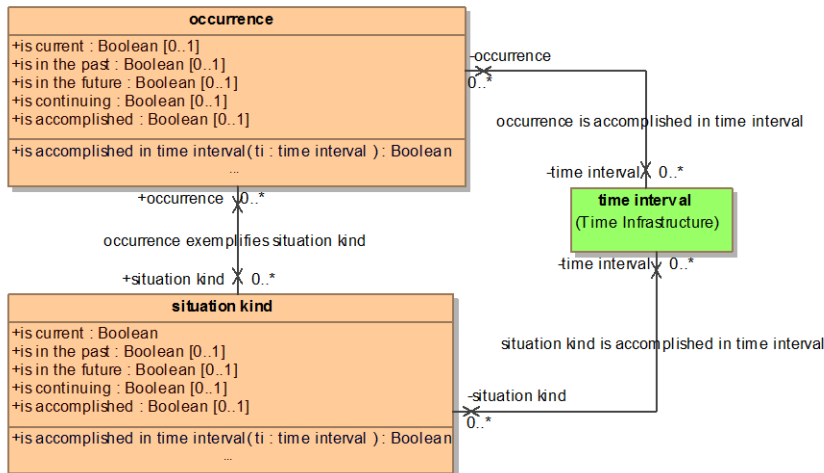 occurrence
+is current : Boolean [0..1]
+is in the past : Boolean [0..1]
+is in the future : Boolean [0..1]
+is continuing : Boolean [0..1]
+is accomplished : Boolean [0..1]
+is accomplished in time interval( ti : time interval ) : Boolean
...
-occurrence
0..*
occurrence is accomplished in time interval
-time interval
0..*
time interval
(Time Infrastructure)
+occurrence
0..*
occurrence exemplifies situation kind
+situation kind
0..*
-time interval
0..*
situation kind is accomplished in time interval
situation kind
+is current : Boolean
+is in the past : Boolean [0..1]
+is in the future : Boolean [0..1]
+is continuing : Boolean [0..1]
+is accomplished : Boolean [0..1]
+is accomplished in time interval( ti : time interval ) : Boolean
...
-situation kind
0..*